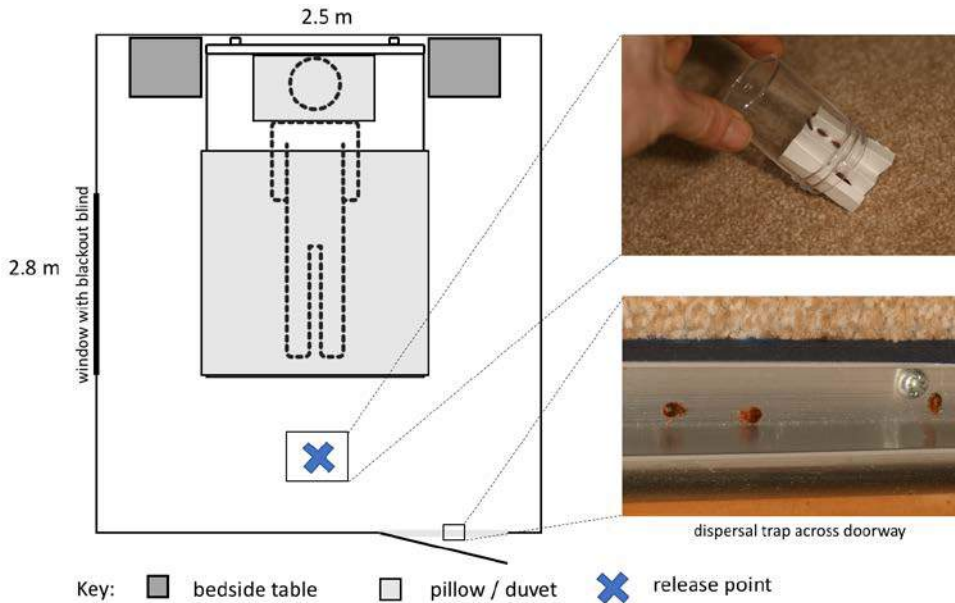 2.5 m
2.8 m
window with blackout blind
dispersal trap across doorway
Key: bedside table pillow / duvet release point